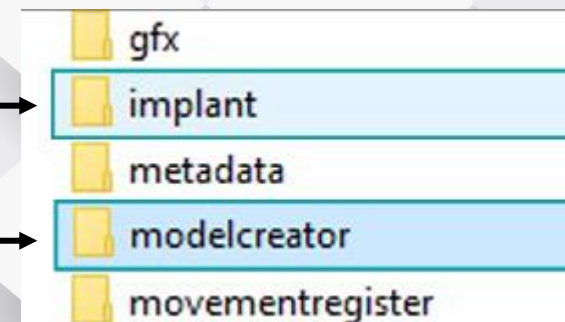 gfx
implant
metadata
modelcreator
movementregister